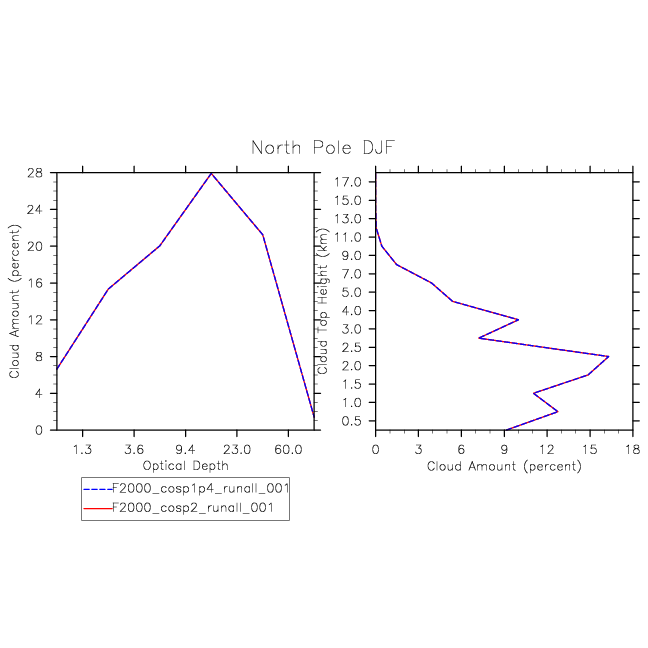 North Pole DJF
28
24
20
16
12
8
4
0
Cloud Amount (percent)
1.3 3.6 9.4 23.0 60.0
Optical Depth
17.0
15.0
13.0
11.0
9.0
7.0
5.0
4.0
3.0
2.5
2.0
1.5
1.0
0.5
Cloud Top Height (km)
0 3 6 9 12 15 18
Cloud Amount (percent)
F2000_cosp1p4_runall_001
F2000_cosp2_runall_001